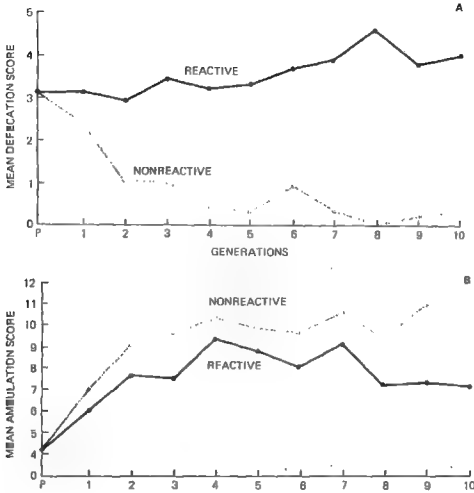 A
MEAN DEFECATION SCORE
5
4
3
2
1
0
REACTIVE
NONREACTIVE
P 1 2 3 4 5 6 7 8 9 10
GENERATIONS
B
MEAN AMBULATION SCORE
12
11
10
9
8
7
6
5
4
0
NONREACTIVE
REACTIVE
P 1 2 3 4 5 6 7 8 9 10